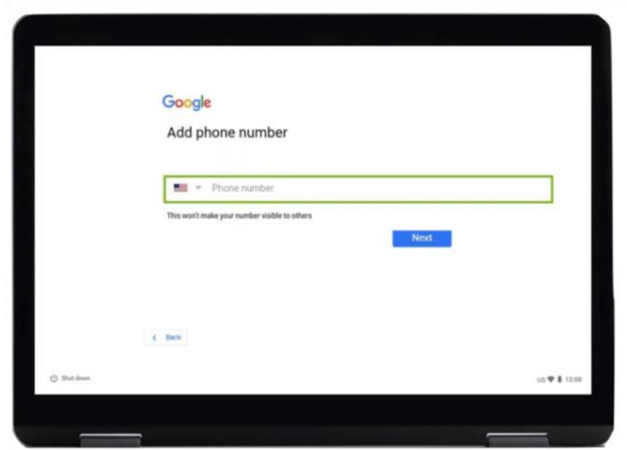 Google
Add phone number
Phone number
This won't make your number visible to others
Next
Back
Shut down
US 12:00